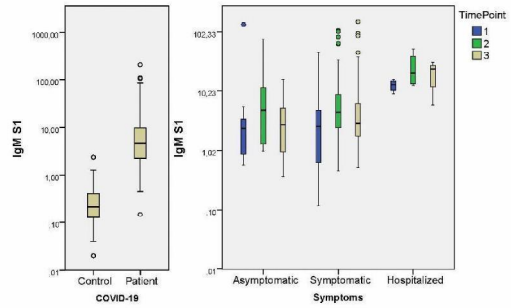 TimePoint
1
2
3
IgM S1
1000,00
100,00
10,00
1,00
,10
,01
Control
Patient
COVID-19
IgM S1
102,33
10,23
1,02
,10
,01
Asymptomatic
Symptomatic
Hospitalized
Symptoms